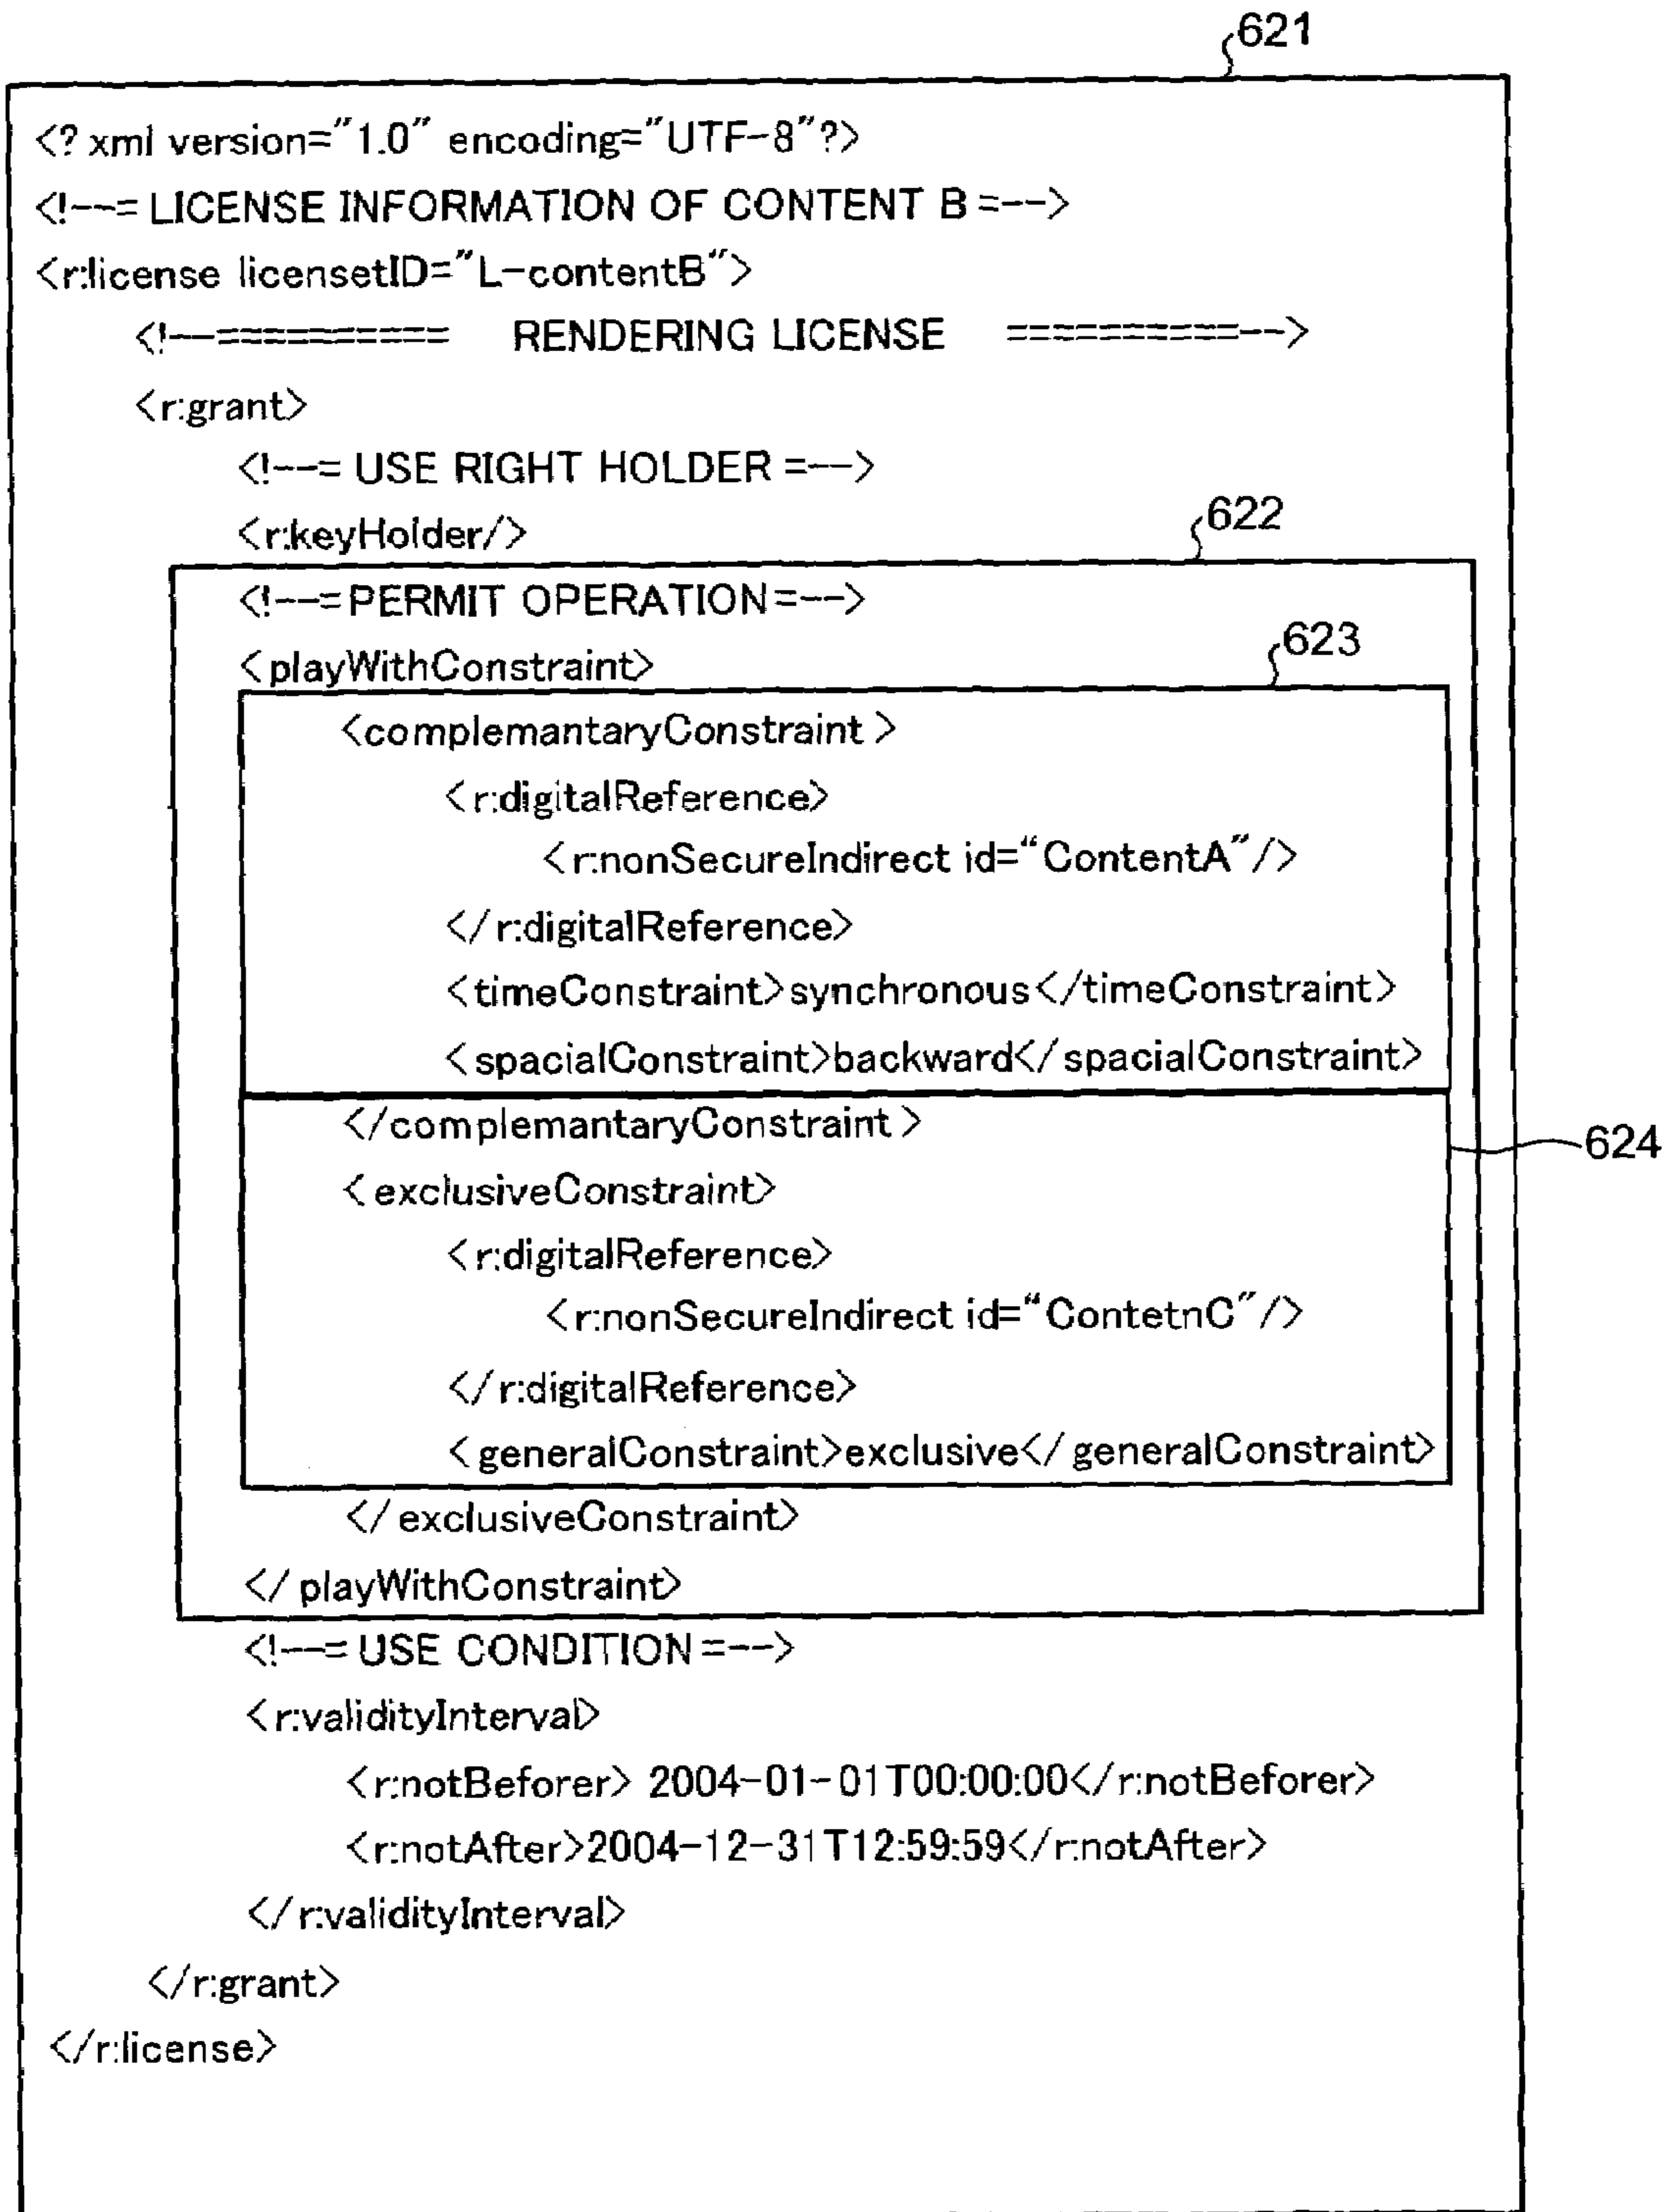 621
<? xml version="1.0" encoding="UTF-8"?>
<!--= LICENSE INFORMATION OF CONTENT B =-->
<r:license licensetID="L-contentB">
<!--========== RENDERING LICENSE ==========-->
<r:grant>
<!--= USE RIGHT HOLDER =-->
<r:keyHolder/>
622
<!--= PERMIT OPERATION =-->
<playWithConstraint>
623
<complemantaryConstraint >
<r:digitalReference>
<r:nonSecureIndirect id="ContentA"/>
</r:digitalReference>
<timeConstraint>synchronous</timeConstraint>
<spacialConstraint>backward</spacialConstraint>
</complemantaryConstraint >
624
<exclusiveConstraint>
<r:digitalReference>
<r:nonSecureIndirect id="ContetnC"/>
</r:digitalReference>
<generalConstraint>exclusive</generalConstraint>
</exclusiveConstraint>
</playWithConstraint>
<!--= USE CONDITION =-->
<r:validityInterval>
<r:notBeforer> 2004-01-01T00:00:00</r:notBeforer>
<r:notAfter>2004-12-31T12:59:59</r:notAfter>
</r:validityInterval>
</r:grant>
</r:license>